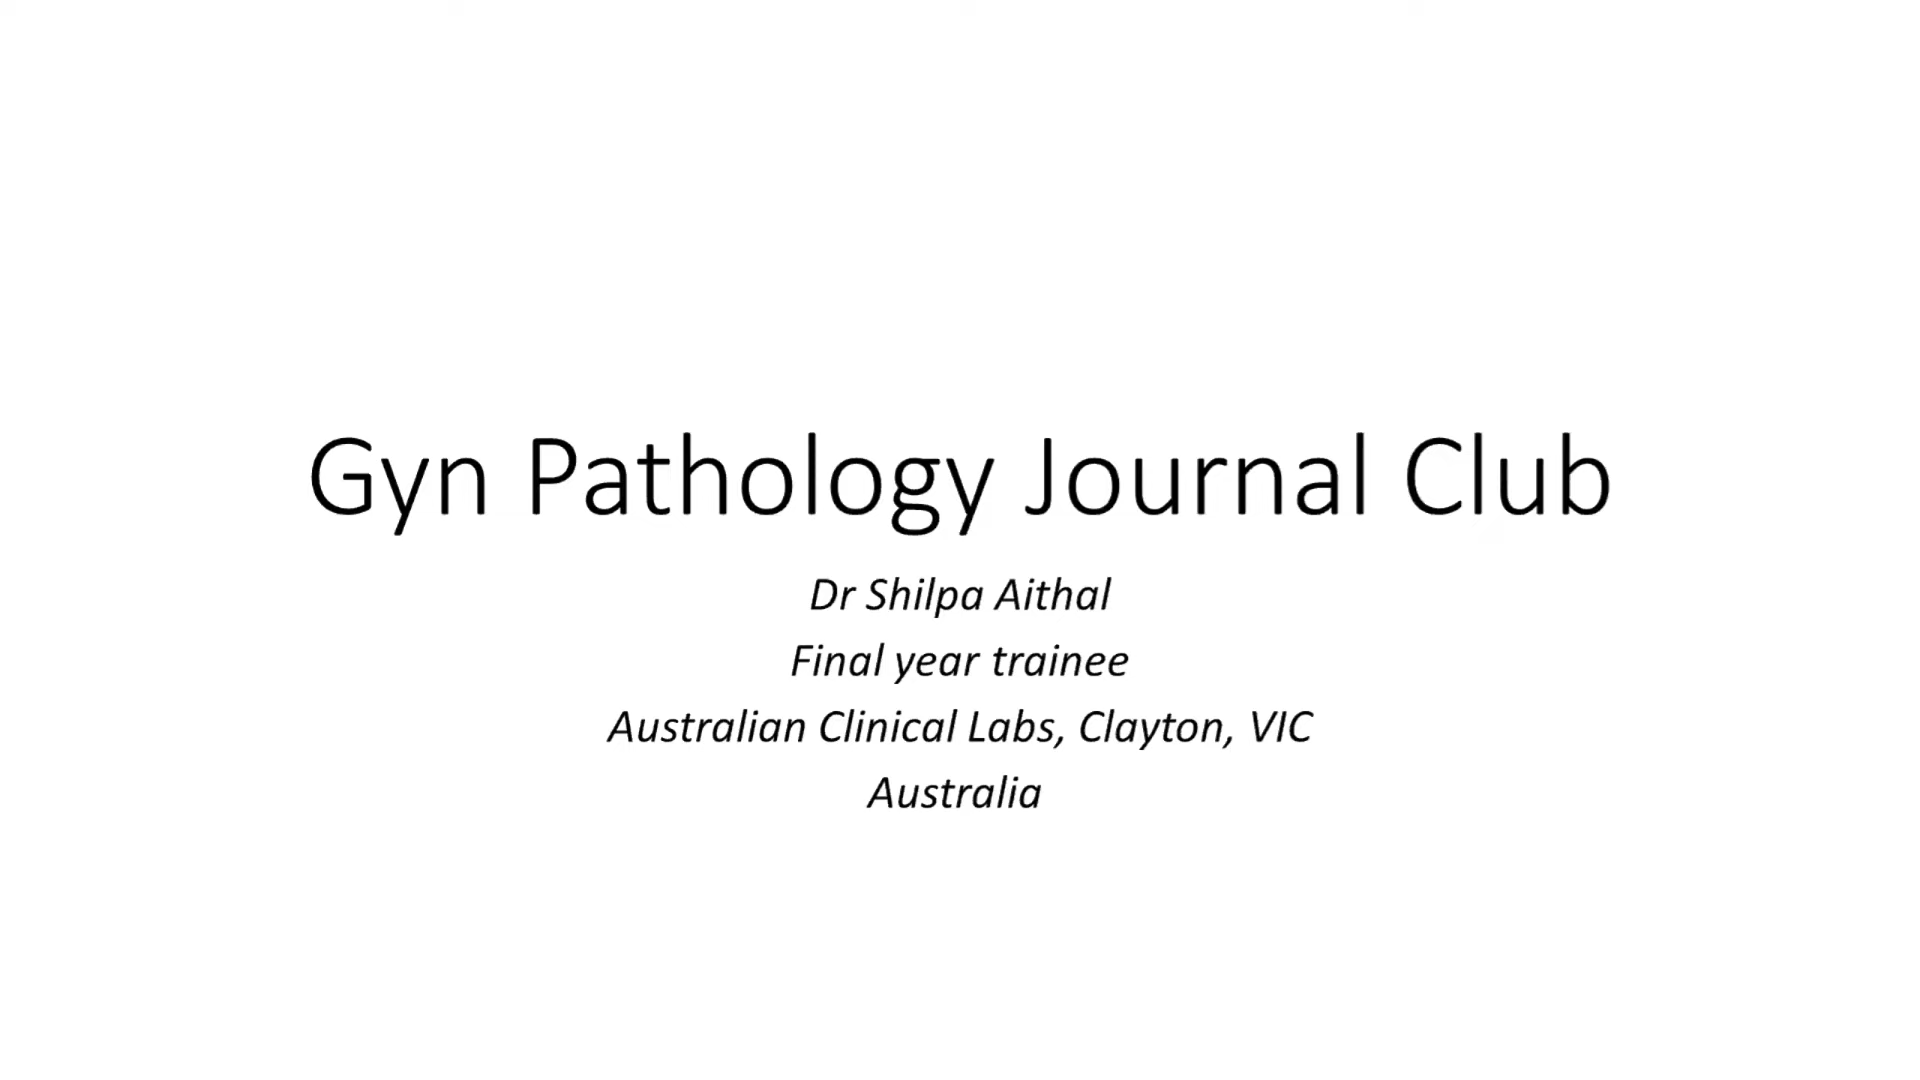 Gyn Pathology Journal Club
Dr Shilpa Aithal
Final year trainee
Australian Clinical Labs, Clayton, VIC
Australia